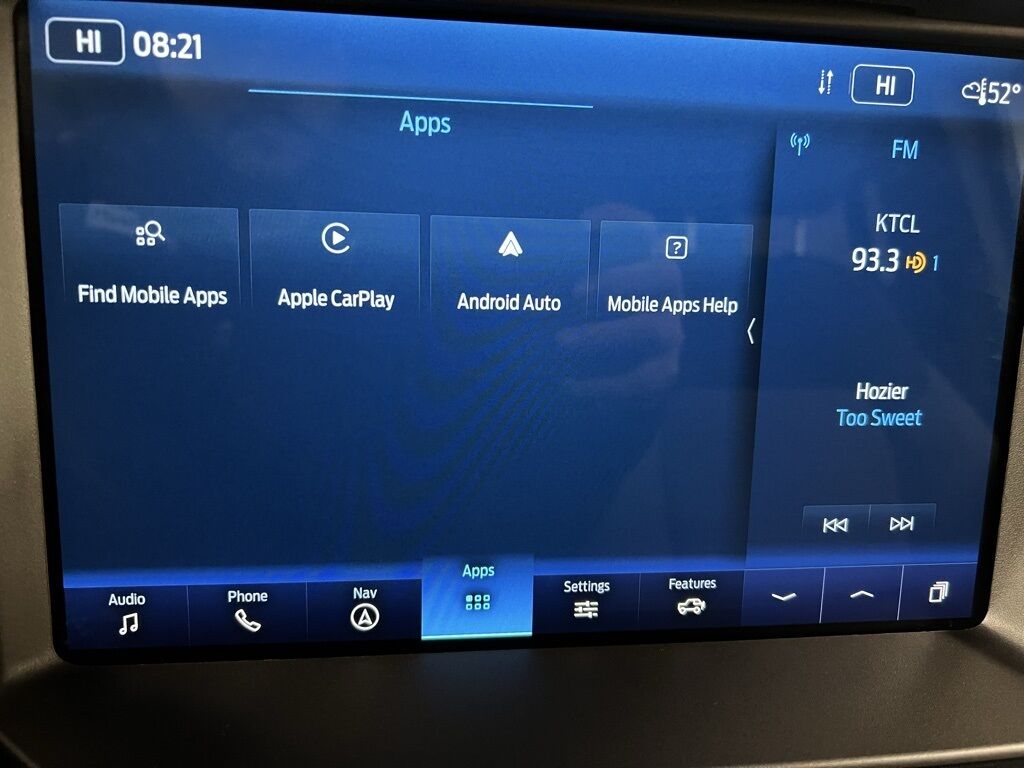 HI 08:21
HI 52°
Apps
FM
KTCL
93.3 HD 1
Find Mobile Apps
Apple CarPlay
Android Auto
?
Mobile Apps Help
Hozier
Too Sweet
Audio
Phone
Nav
Apps
Settings
Features